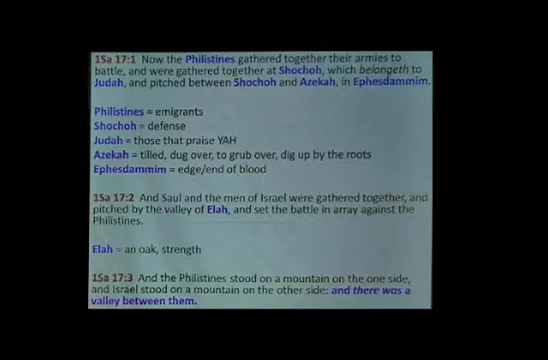 1Sa 17:1 Now the Philistines gathered together their armies to
battle, and were gathered together at Shochoh, which belongeth to
Judah, and pitched between Shochoh and Azekah, in Ephesdammim.
Philistines = emigrants
Shochoh = defense
Judah = those that praise YAH
Azekah = tilled, dug over, to grub over, dig up by the roots
Ephesdammim = edge/end of blood
1Sa 17:2 And Saul and the men of Israel were gathered together, and
pitched by the valley of Elah, and set the battle in array against the
Philistines.
Elah = an oak, strength
1Sa 17:3 And the Philistines stood on a mountain on the one side,
and Israel stood on a mountain on the other side: and there was a
valley between them.